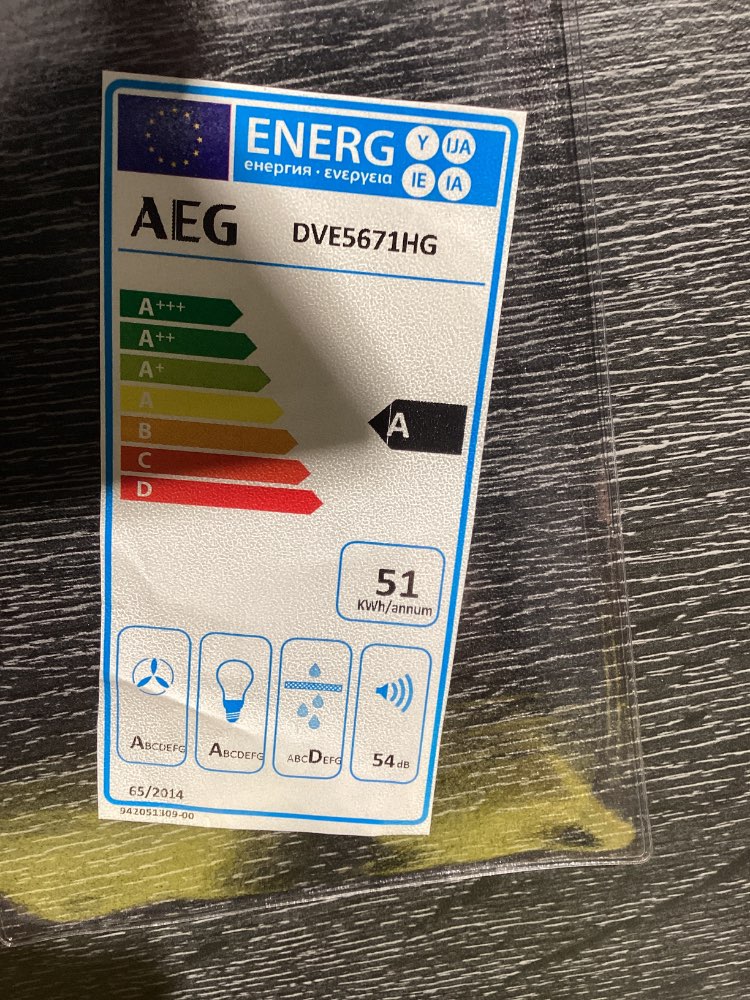 ENERG Y IJA
енергия · ενεργεια IE IA
AEG DVE5671HG
A+++
A++
A+
A
B
C
D
A
51
KWh/annum
ABCDEFG ABCDEFG ABCDEFG 54dB
65/2014
942051309-00